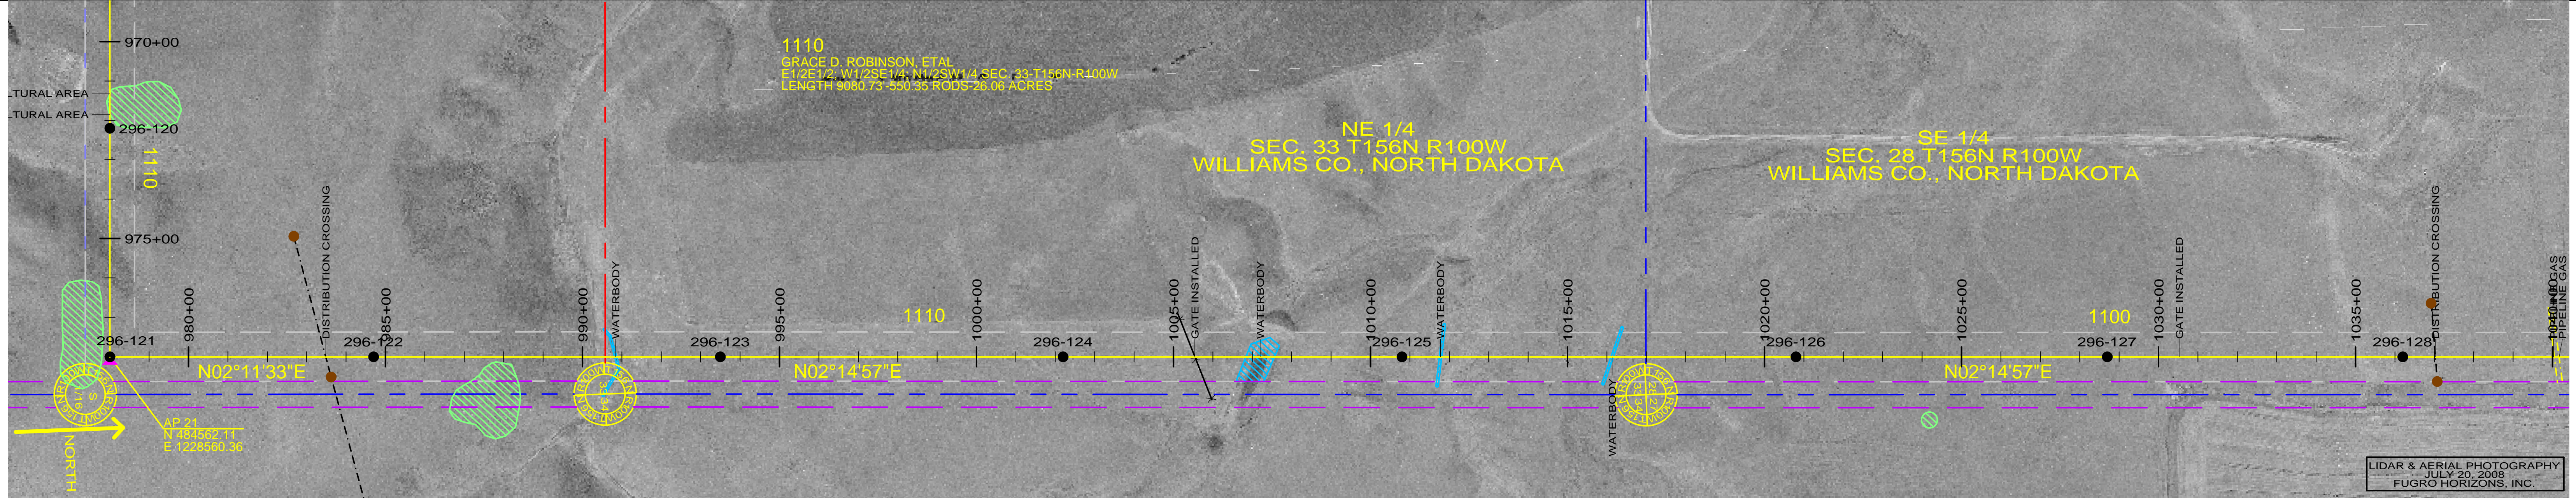 970+00
1110
GRACE D. ROBINSON, ETAL
E1/2E1/2; W1/2SE1/4; N1/2SW1/4 SEC. 33-T156N-R100W
LENGTH 9080.73'-550.35 RODS-26.06 ACRES
LTURAL AREA
LTURAL AREA
296-120
1110
NE 1/4
SEC. 33 T156N R100W
WILLIAMS CO., NORTH DAKOTA
SE 1/4
SEC. 28 T156N R100W
WILLIAMS CO., NORTH DAKOTA
975+00
980+00
DISTRIBUTION CROSSING
985+00
990+00
WATERBODY
995+00
1110
1000+00
1005+00
GATE INSTALLED
WATERBODY
1010+00
WATERBODY
1015+00
WATERBODY
1020+00
1025+00
1100
1030+00
GATE INSTALLED
1035+00
DISTRIBUTION CROSSING
PIPELINE GAS
296-121
296-122
296-123
296-124
296-125
296-126
296-127
296-128
N02°11'33"E
N02°14'57"E
N02°14'57"E
AP 21
N 484562.11
E 1228560.36
NORTH
LIDAR & AERIAL PHOTOGRAPHY
JULY 20, 2008
FUGRO HORIZONS, INC.